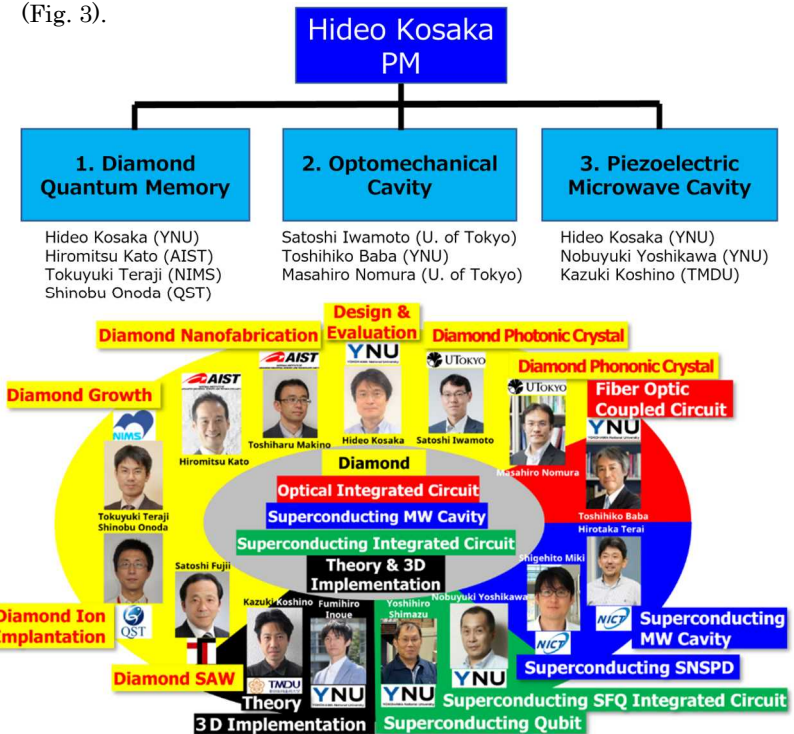 (Fig. 3).
Hideo Kosaka
PM
1. Diamond
Quantum Memory
2. Optomechanical
Cavity
3. Piezoelectric
Microwave Cavity
Hideo Kosaka (YNU)
Hiromitsu Kato (AIST)
Tokuyuki Teraji (NIMS)
Shinobu Onoda (QST)
Satoshi Iwamoto (U. of Tokyo)
Toshihiko Baba (YNU)
Masahiro Nomura (U. of Tokyo)
Hideo Kosaka (YNU)
Nobuyuki Yoshikawa (YNU)
Kazuki Koshino (TMDU)
Design &
Evaluation
Diamond Nanofabrication
Diamond Photonic Crystal
AIST
YNU
UTOKYO
Diamond Phononic Crystal
AIST
UTOKYO
Diamond Growth
Fiber Optic
Coupled Circuit
NIMS
YNU
Toshiharu Makino
Hideo Kosaka
Satoshi Iwamoto
Hiromitsu Kato
Masahiro Nomura
Diamond
Optical Integrated Circuit
Tokuyuki Teraji
Toshihiko Baba
Shinobu Onoda
Superconducting MW Cavity
Hirotaka Terai
Superconducting Integrated Circuit
Shigehito Miki
Satoshi Fujii
Theory & 3D
Implementation
Kazuki Koshino
Fumihiro
Inoue
Yoshihiro
Shimazu
Nobuyuki Yoshikawa
Diamond Ion
Implantation
QST
NICT
Superconducting
MW Cavity
NICT
Superconducting SNSPD
Diamond SAW
TMDU
YNU
YNU
YNU
Theory
3D Implementation
Superconducting SFQ Integrated Circuit
Superconducting Qubit